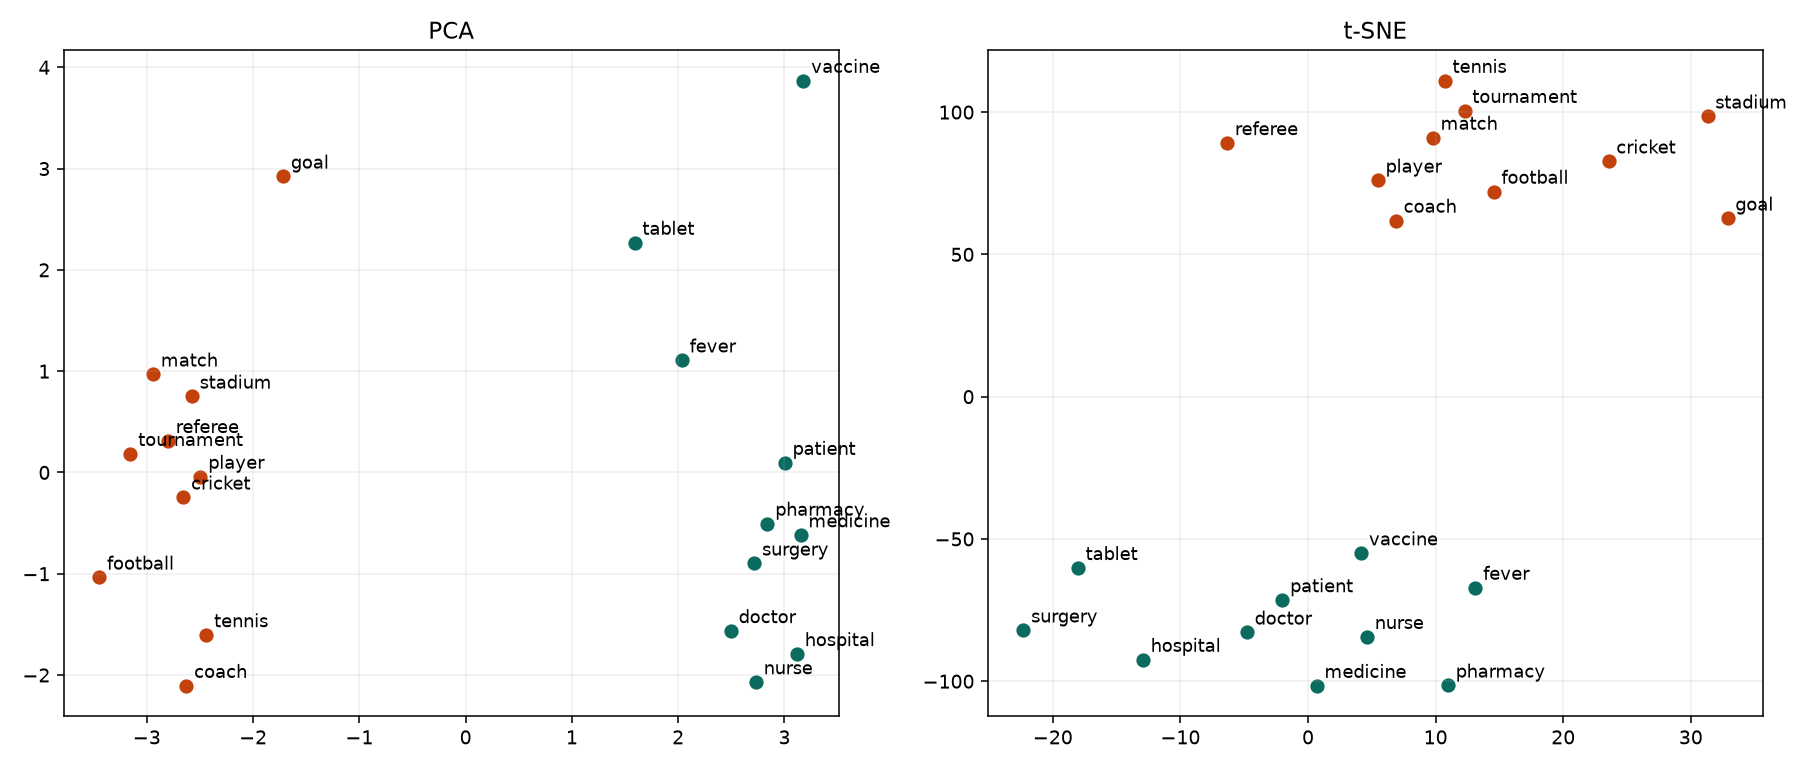 PCA
4
3
2
1
0
−1
−2
−3
−2
−1
0
1
2
3
vaccine
goal
tablet
fever
match
stadium
referee
tournament
player
cricket
patient
pharmacy
medicine
surgery
football
doctor
tennis
hospital
nurse
coach
t-SNE
100
50
0
−50
−100
−20
−10
0
10
20
30
tennis
tournament
stadium
match
referee
cricket
player
football
coach
goal
vaccine
tablet
fever
patient
surgery
doctor
nurse
hospital
medicine
pharmacy